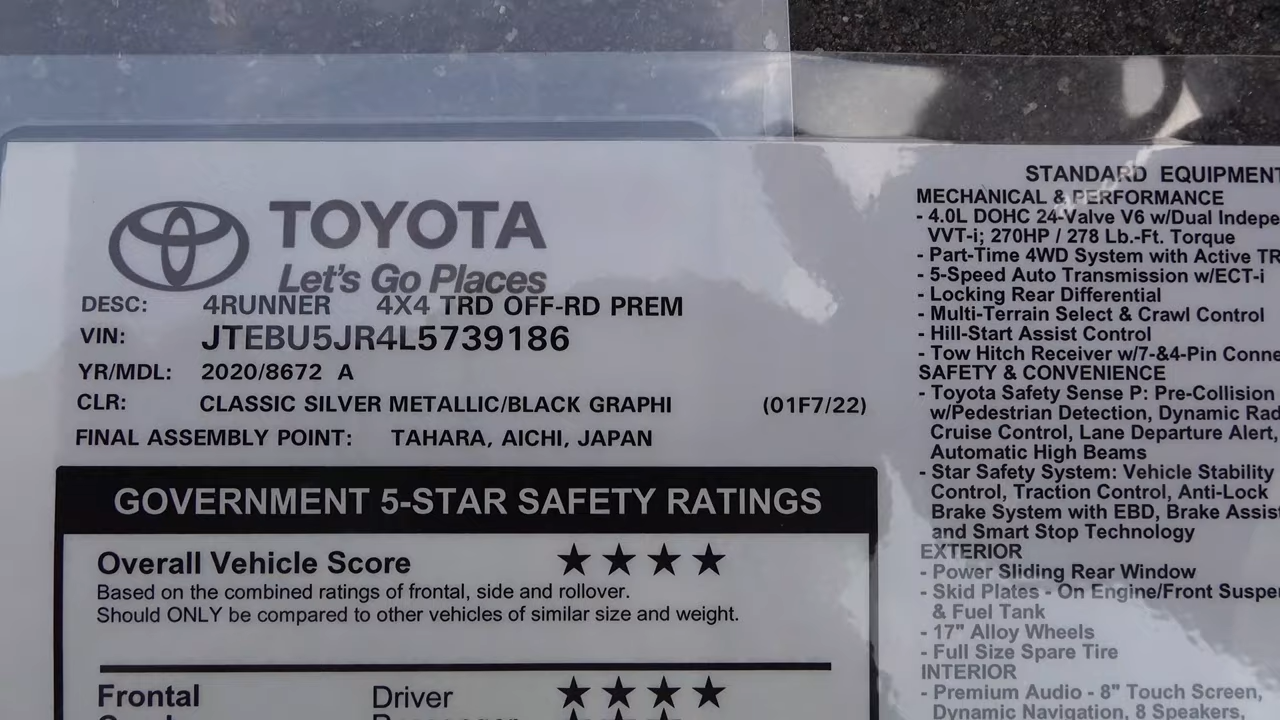 TOYOTA
Let's Go Places
DESC: 4RUNNER 4X4 TRD OFF-RD PREM
VIN: JTEBU5JR4L5739186
YR/MDL: 2020/8672 A
CLR: CLASSIC SILVER METALLIC/BLACK GRAPHI (01F7/22)
FINAL ASSEMBLY POINT: TAHARA, AICHI, JAPAN
GOVERNMENT 5-STAR SAFETY RATINGS
Overall Vehicle Score ★★★★
Based on the combined ratings of frontal, side and rollover.
Should ONLY be compared to other vehicles of similar size and weight.
Frontal Driver ★★★★
STANDARD EQUIPMENT
MECHANICAL & PERFORMANCE
- 4.0L DOHC 24-Valve V6 w/Dual Indepe
VVT-i; 270HP / 278 Lb.-Ft. Torque
- Part-Time 4WD System with Active TR
- 5-Speed Auto Transmission w/ECT-i
- Locking Rear Differential
- Multi-Terrain Select & Crawl Control
- Hill-Start Assist Control
- Tow Hitch Receiver w/7-&4-Pin Conne
SAFETY & CONVENIENCE
- Toyota Safety Sense P: Pre-Collision
w/Pedestrian Detection, Dynamic Rad
Cruise Control, Lane Departure Alert,
Automatic High Beams
- Star Safety System: Vehicle Stability
Control, Traction Control, Anti-Lock
Brake System with EBD, Brake Assist
and Smart Stop Technology
EXTERIOR
- Power Sliding Rear Window
- Skid Plates - On Engine/Front Suspe
& Fuel Tank
- 17" Alloy Wheels
- Full Size Spare Tire
INTERIOR
- Premium Audio - 8" Touch Screen,
Dynamic Navigation, 8 Speakers,